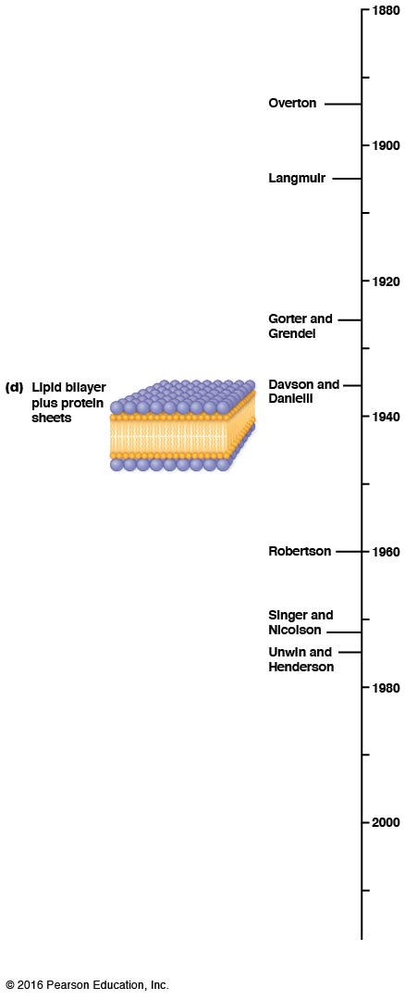 1880
Overton
1900
Langmuir
1920
Gorter and
Grendel
(d) Lipid bilayer
plus protein
sheets
Davson and
Danielli
1940
Robertson
1960
Singer and
Nicolson
Unwin and
Henderson
1980
2000
© 2016 Pearson Education, Inc.